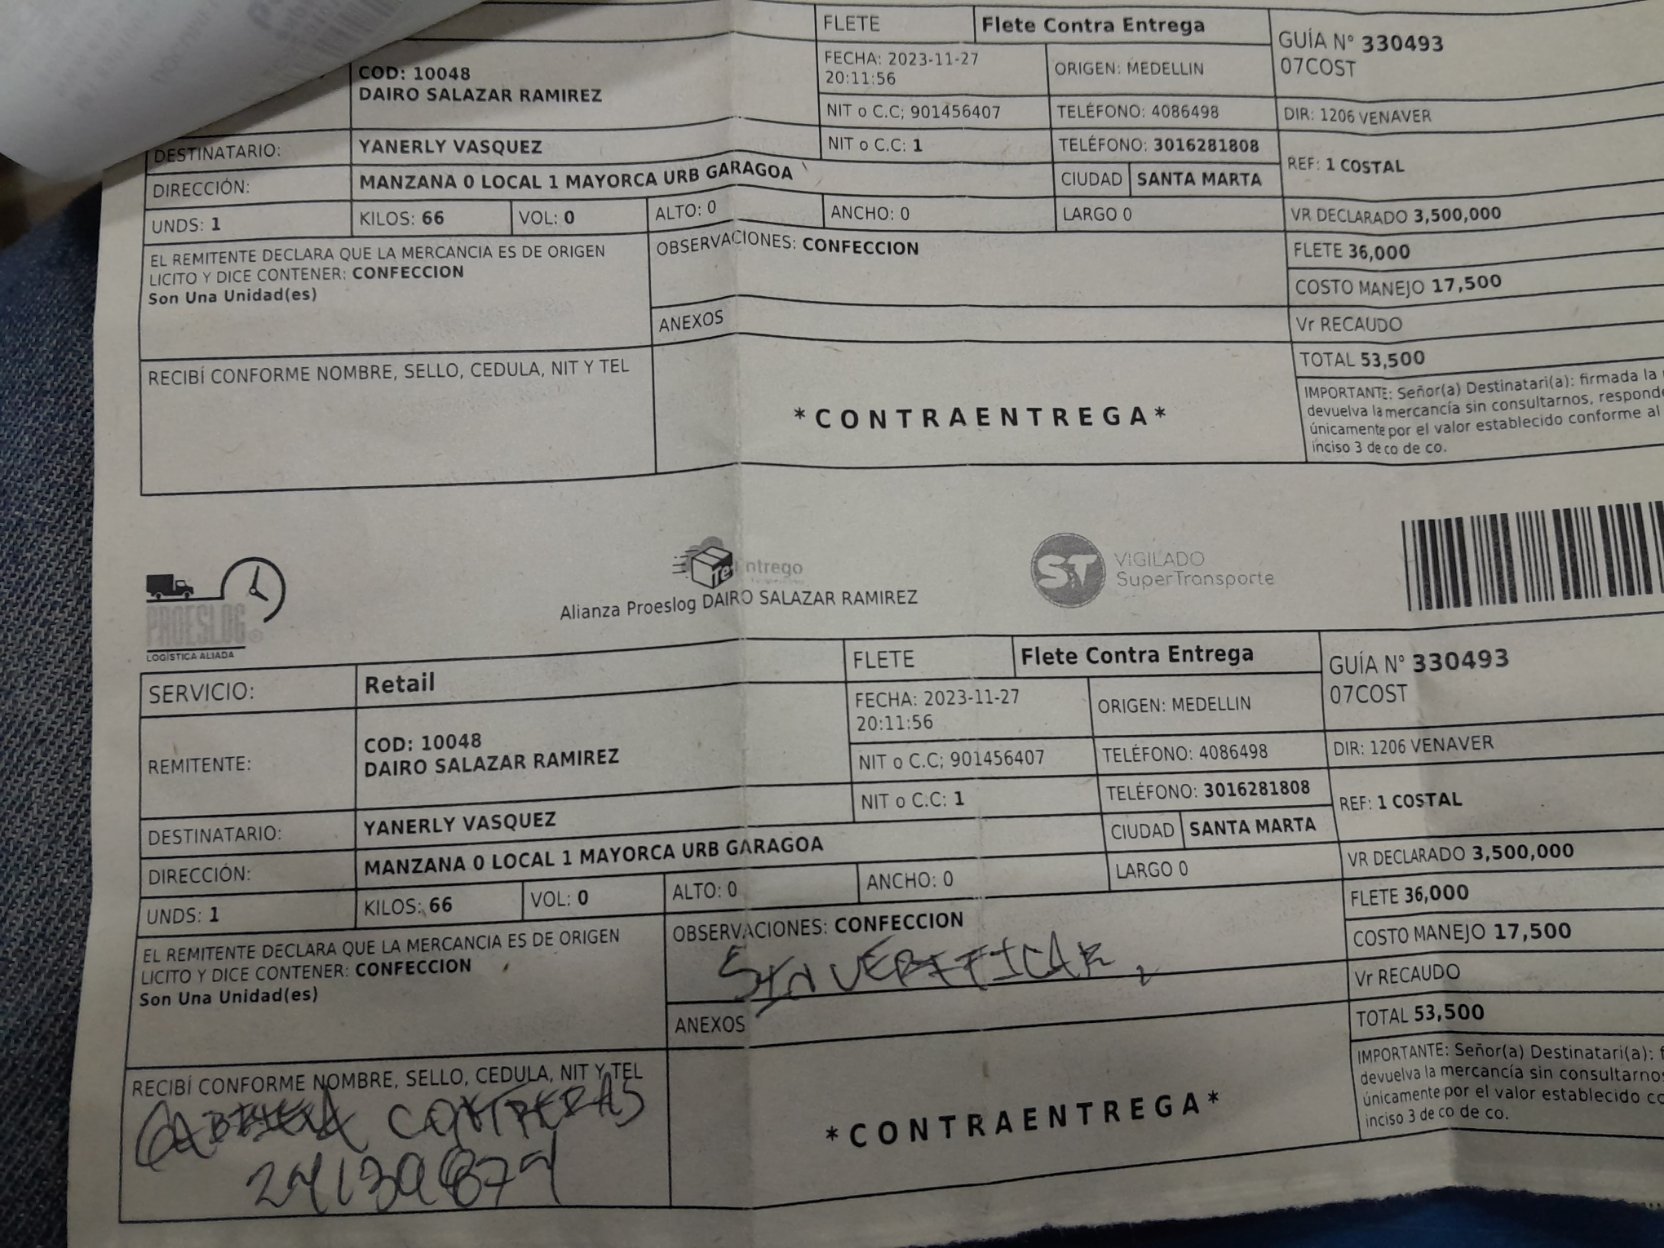 FLETE Flete Contra Entrega GUÍA Nº 330493
07COST
COD: 10048
DAIRO SALAZAR RAMIREZ
FECHA: 2023-11-27
20:11:56
ORIGEN: MEDELLIN
NIT o C.C; 901456407 TELÉFONO: 4086498 DIR: 1206 VENAVER
DESTINATARIO: YANERLY VASQUEZ NIT o C.C: 1 TELÉFONO: 3016281808
REF: 1 COSTAL
DIRECCIÓN: MANZANA 0 LOCAL 1 MAYORCA URB GARAGOA CIUDAD SANTA MARTA
UNDS: 1 KILOS: 66 VOL: 0 ALTO: 0 ANCHO: 0 LARGO 0 VR DECLARADO 3,500,000
EL REMITENTE DECLARA QUE LA MERCANCIA ES DE ORIGEN
LICITO Y DICE CONTENER: CONFECCION
Son Una Unidad(es)
OBSERVACIONES: CONFECCION
FLETE 36,000
COSTO MANEJO 17,500
ANEXOS
Vr RECAUDO
TOTAL 53,500
RECIBÍ CONFORME NOMBRE, SELLO, CEDULA, NIT Y TEL
*CONTRAENTREGA*
IMPORTANTE: Señor(a) Destinatari(a): firmada la
devuelva la mercancía sin consultarnos, responde
únicamente por el valor establecido conforme al
inciso 3 de co de co.
PROESLOG
LOGÍSTICA ALIADA
Te Entrego
Alianza Proeslog DAIRO SALAZAR RAMIREZ
ST VIGILADO
SuperTransporte
SERVICIO: Retail FLETE Flete Contra Entrega GUÍA Nº 330493
07COST
REMITENTE: COD: 10048
DAIRO SALAZAR RAMIREZ
FECHA: 2023-11-27
20:11:56
ORIGEN: MEDELLIN
NIT o C.C; 901456407 TELÉFONO: 4086498 DIR: 1206 VENAVER
DESTINATARIO: YANERLY VASQUEZ NIT o C.C: 1 TELÉFONO: 3016281808 REF: 1 COSTAL
DIRECCIÓN: MANZANA 0 LOCAL 1 MAYORCA URB GARAGOA CIUDAD SANTA MARTA
UNDS: 1 KILOS: 66 VOL: 0 ALTO: 0 ANCHO: 0 LARGO 0 VR DECLARADO 3,500,000
EL REMITENTE DECLARA QUE LA MERCANCIA ES DE ORIGEN
LICITO Y DICE CONTENER: CONFECCION
Son Una Unidad(es)
OBSERVACIONES: CONFECCION
SIN VERIFICAR
FLETE 36,000
COSTO MANEJO 17,500
ANEXOS
Vr RECAUDO
TOTAL 53,500
RECIBÍ CONFORME NOMBRE, SELLO, CEDULA, NIT Y TEL
CONTRERAS
*CONTRAENTREGA*
IMPORTANTE: Señor(a) Destinatari(a):
devuelva la mercancía sin consultarnos
únicamente por el valor establecido
inciso 3 de co de co.